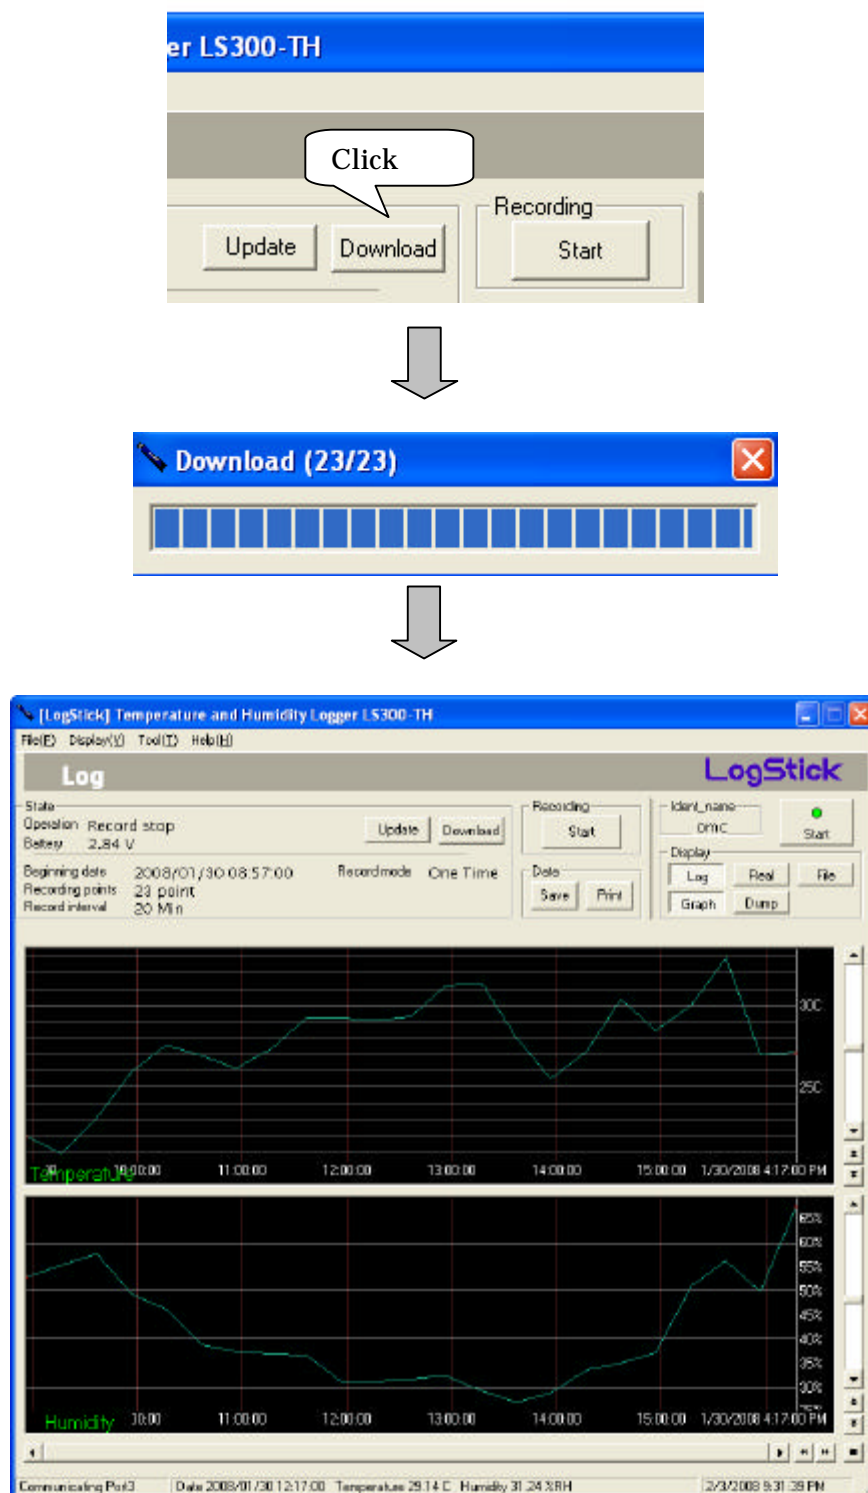 er LS300-TH
Click
Recording
Update Download Start
Download (23/23)
[LogStick] Temperature and Humidity Logger LS300-TH
File(F) Display(V) Tool(T) Help(H)
Log LogStick
State Recording Ident_name
Operation Record stop Update Download Start omc Start
Battery 2.84 V Display
Beginning date 2008/01/30 08:57:00 Record mode One Time Data Log Real File
Recording points 23 point Save Print
Record interval 20 Min Graph Dump
30C
25C
Temperature 11:00:00 12:00:00 13:00:00 14:00:00 15:00:00 1/30/2008 4:17:00 PM
65%
60%
55%
50%
45%
40%
35%
30%
Humidity 11:00:00 12:00:00 13:00:00 14:00:00 15:00:00 1/30/2008 4:17:00 PM
Communicating Port3 Date 2008/01/30 12:17:00 Temperature 29.14 C Humidity 31.24 %RH 2/3/2008 9:31:39 PM